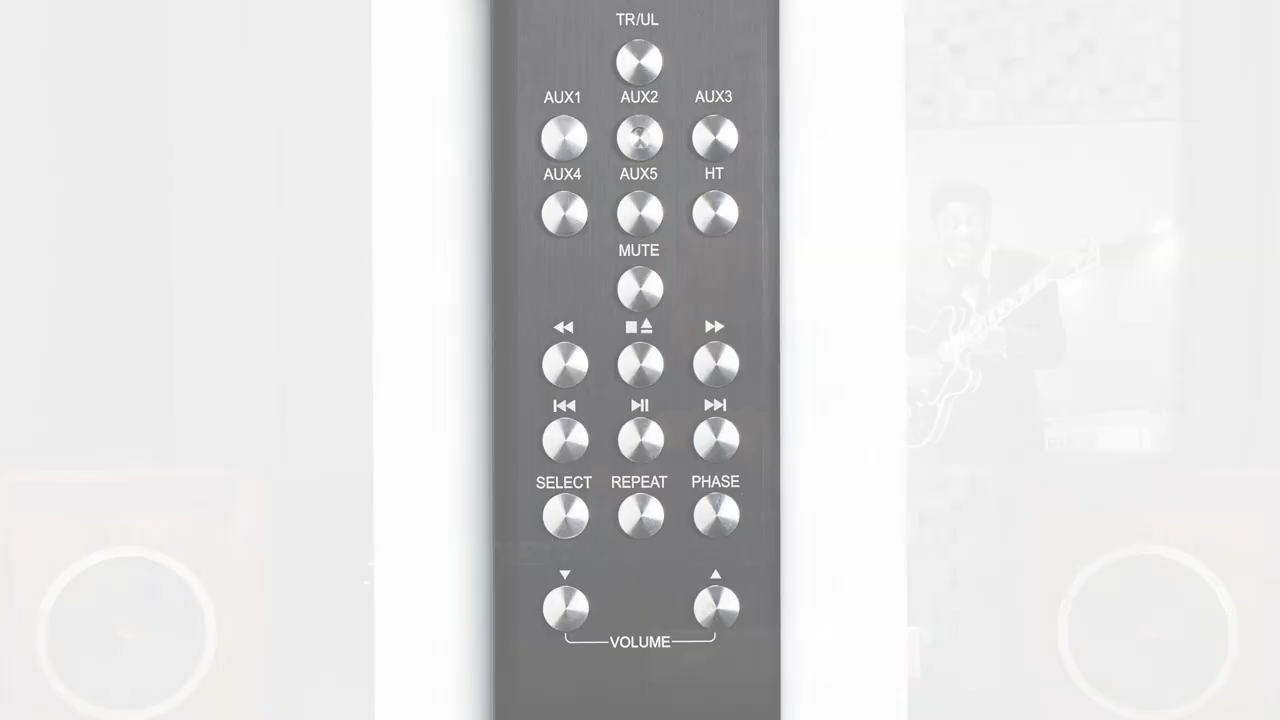 TR/UL
AUX1 AUX2 AUX3
AUX4 AUX5 HT
MUTE
SELECT REPEAT PHASE
VOLUME